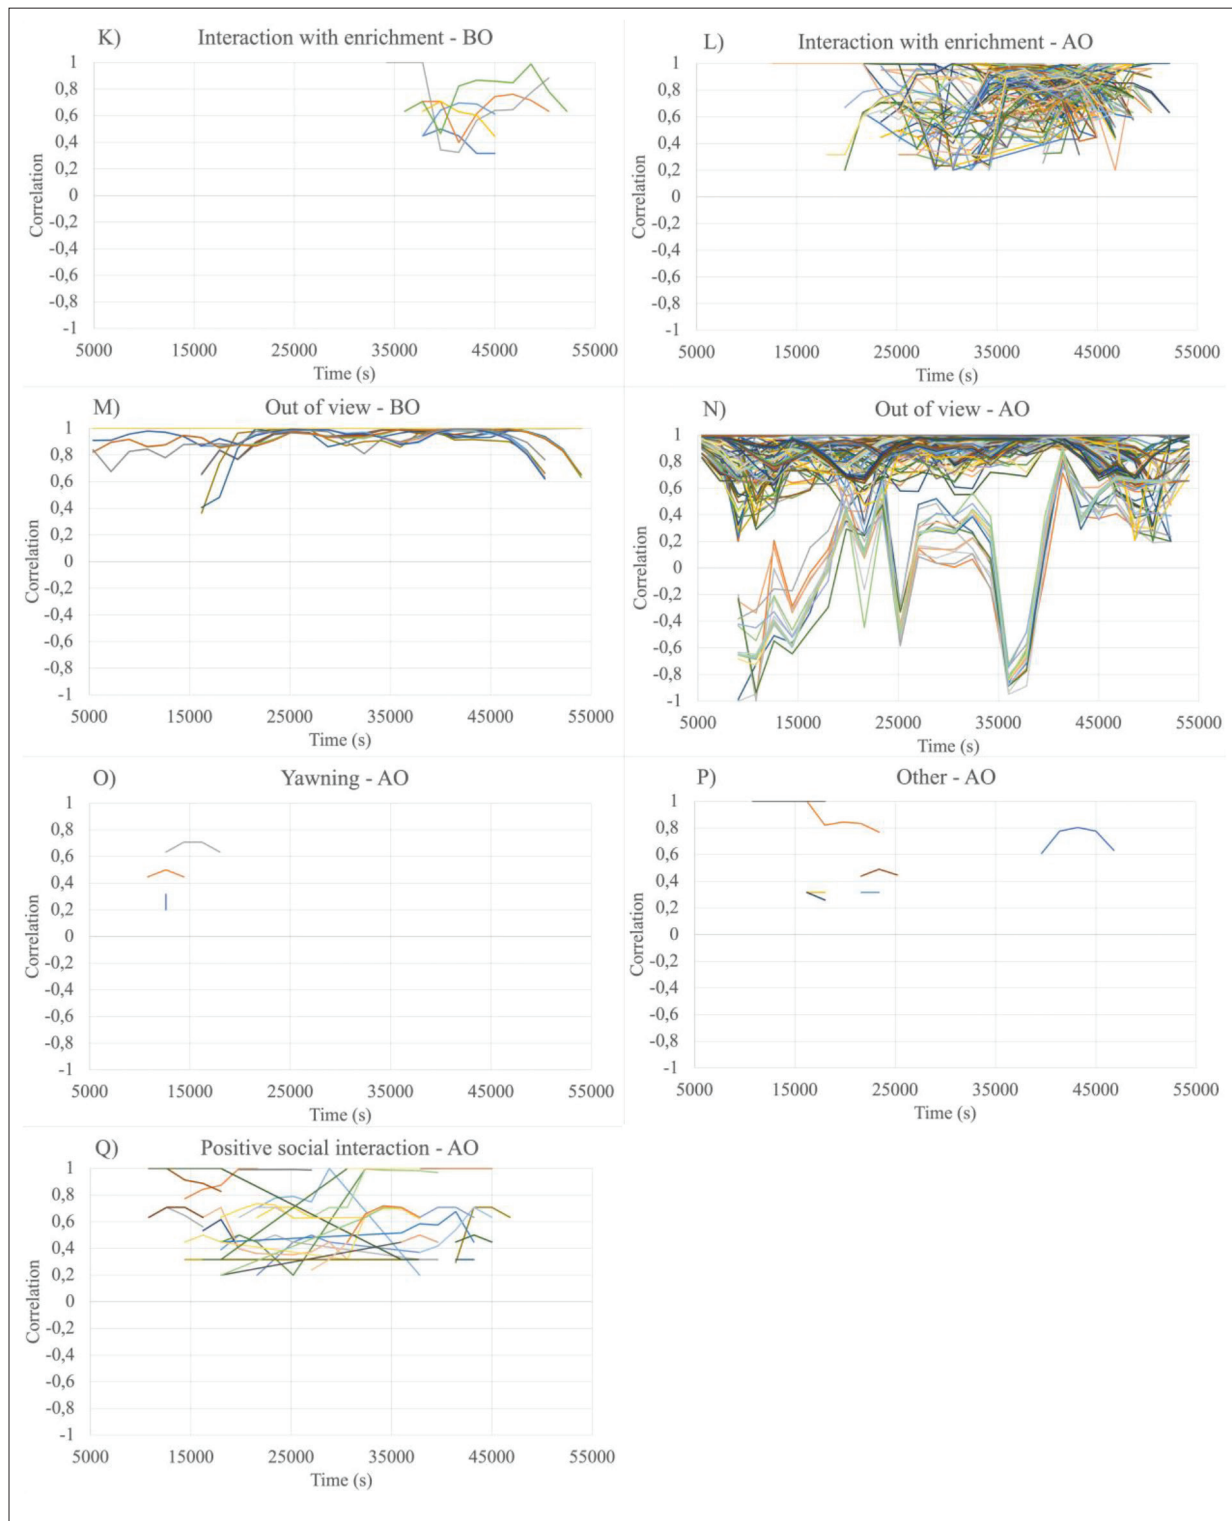 K) Interaction with enrichment - BO
1
0,8
0,6
0,4
0,2
0
-0,2
-0,4
-0,6
-0,8
-1
Correlation
5000 15000 25000 35000 45000 55000
Time (s)
L) Interaction with enrichment - AO
1
0,8
0,6
0,4
0,2
0
-0,2
-0,4
-0,6
-0,8
-1
Correlation
5000 15000 25000 35000 45000 55000
Time (s)
M) Out of view - BO
1
0,8
0,6
0,4
0,2
0
-0,2
-0,4
-0,6
-0,8
-1
Correlation
5000 15000 25000 35000 45000 55000
Time (s)
N) Out of view - AO
1
0,8
0,6
0,4
0,2
0
-0,2
-0,4
-0,6
-0,8
-1
Correlation
5000 15000 25000 35000 45000 55000
Time (s)
O) Yawning - AO
1
0,8
0,6
0,4
0,2
0
-0,2
-0,4
-0,6
-0,8
-1
Correlation
5000 15000 25000 35000 45000 55000
Time (s)
P) Other - AO
1
0,8
0,6
0,4
0,2
0
-0,2
-0,4
-0,6
-0,8
-1
Correlation
5000 15000 25000 35000 45000 55000
Time (s)
Q) Positive social interaction - AO
1
0,8
0,6
0,4
0,2
0
-0,2
-0,4
-0,6
-0,8
-1
Correlation
5000 15000 25000 35000 45000 55000
Time (s)